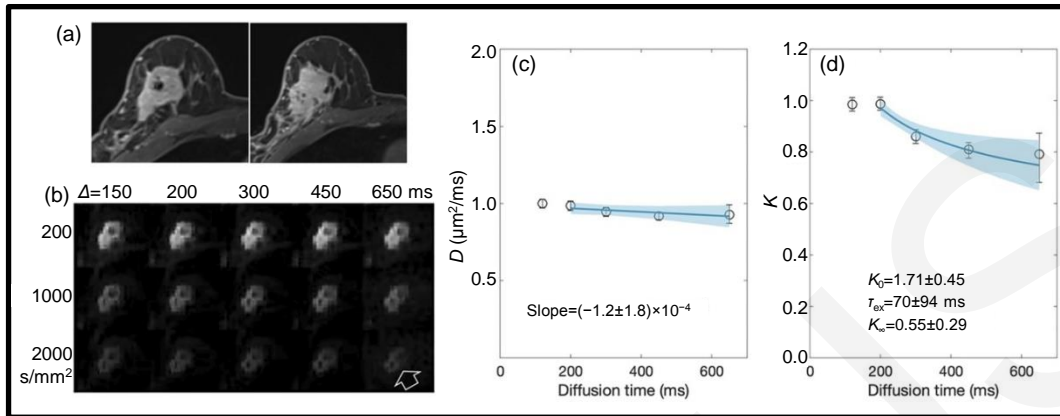 (a)
(b)
Δ=150 200 300 450 650 ms
200
1000
2000
s/mm²
(c)
2.0
1.5
1.0
0.5
D (μm²/ms)
Slope=(−1.2±1.8)×10⁻⁴
200 400 600
Diffusion time (ms)
(d)
1.2
1.0
0.8
0.6
0.4
0.2
0.0
K
K₀=1.71±0.45
τₑₓ=70±94 ms
K∞=0.55±0.29
200 400 600
Diffusion time (ms)